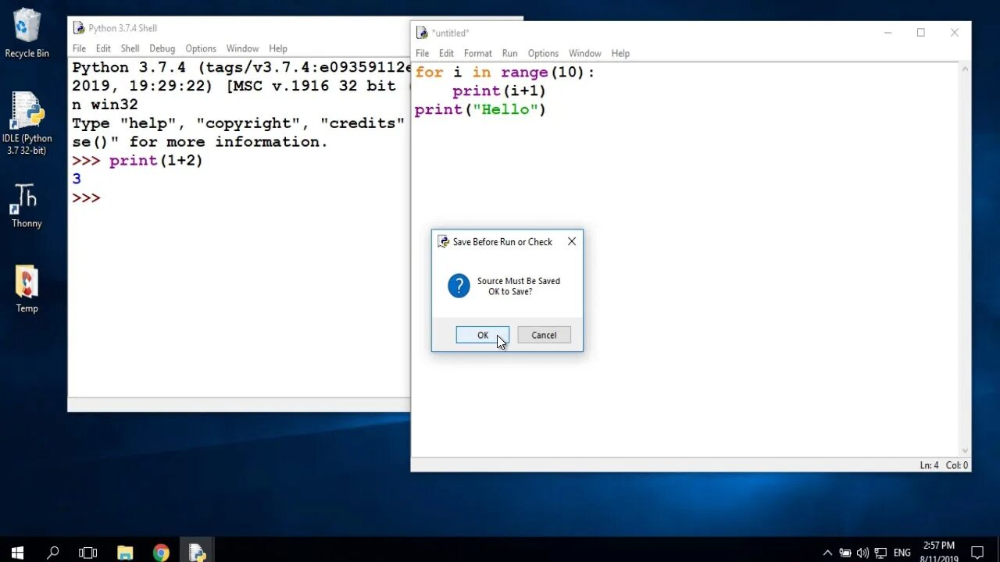 Recycle Bin
IDLE (Python
3.7 32-bit)
Thonny
Temp
Python 3.7.4 Shell
File Edit Shell Debug Options Window Help
Python 3.7.4 (tags/v3.7.4:e09359112e
2019, 19:29:22) [MSC v.1916 32 bit (
n win32
Type "help", "copyright", "credits"
se()" for more information.
>>> print(1+2)
3
>>>
*untitled*
File Edit Format Run Options Window Help
for i in range(10):
    print(i+1)
print("Hello")
Save Before Run or Check
Source Must Be Saved
OK to Save?
OK Cancel
Ln: 4 Col: 0
Th
ENG
2:57 PM
8/11/2019